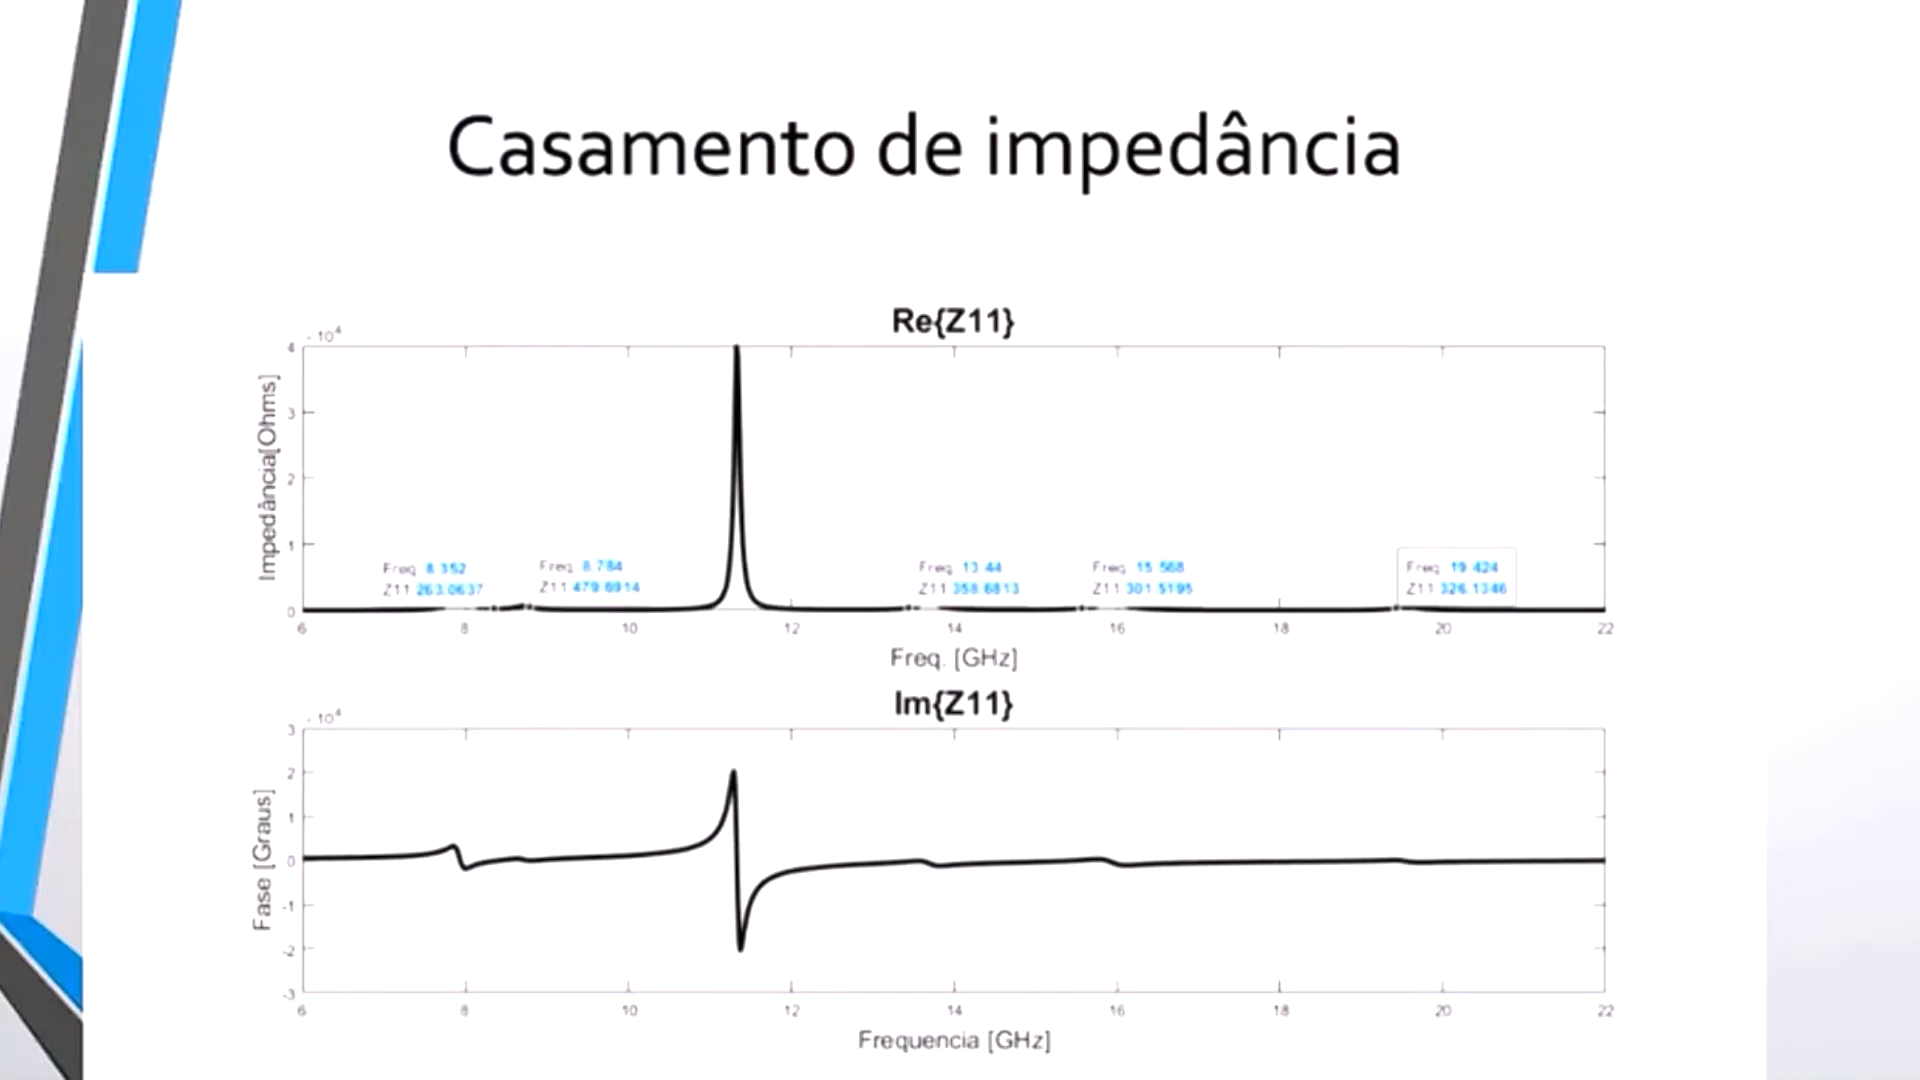 Casamento de impedância
Re{Z11}
· 10⁴
Impedância[Ohms]
4
3
2
1
0
Freq 8.352
Z11 263.0637
Freq 8.784
Z11 479.6914
Freq 13.44
Z11 358.6813
Freq 15.568
Z11 301.5195
Freq 19.424
Z11 326.1346
6 8 10 12 14 16 18 20 22
Freq. [GHz]
Im{Z11}
· 10⁴
Fase [Graus]
3
2
1
0
-1
-2
-3
6 8 10 12 14 16 18 20 22
Frequencia [GHz]